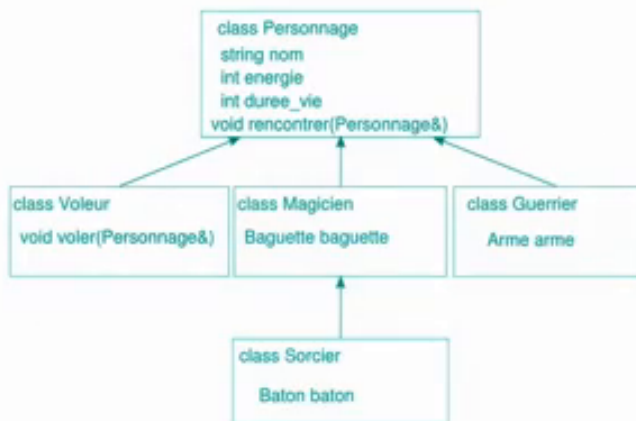 class Personnage
string nom
int energie
int duree_vie
void rencontrer(Personnage&)
class Voleur
void voler(Personnage&)
class Magicien
Baguette baguette
class Guerrier
Arme arme
class Sorcier
Baton baton